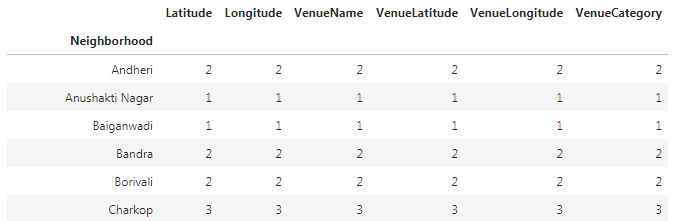 Latitude Longitude VenueName VenueLatitude VenueLongitude VenueCategory
Neighborhood
Andheri 2 2 2 2 2 2
Anushakti Nagar 1 1 1 1 1 1
Baiganwadi 1 1 1 1 1 1
Bandra 2 2 2 2 2 2
Borivali 2 2 2 2 2 2
Charkop 3 3 3 3 3 3